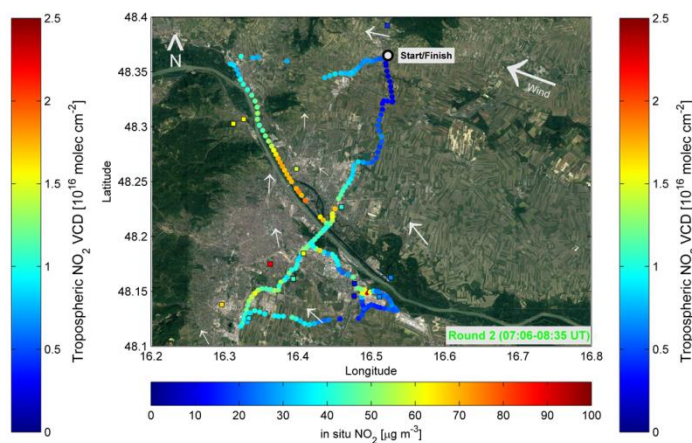 2.5
2
1.5
1
0.5
0
Tropospheric NO₂ VCD [10¹⁶ molec cm⁻²]
48.4
48.35
48.3
48.25
48.2
48.15
48.1
Latitude
N
Start/Finish
Wind
Round 2 (07:06-08:35 UT)
16.2 16.3 16.4 16.5 16.6 16.7 16.8
Longitude
0 10 20 30 40 50 60 70 80 90 100
in situ NO₂ [µg m⁻³]
Tropospheric NO₂ VCD [10¹⁶ molec cm⁻²]
2.5
2
1.5
1
0.5
0